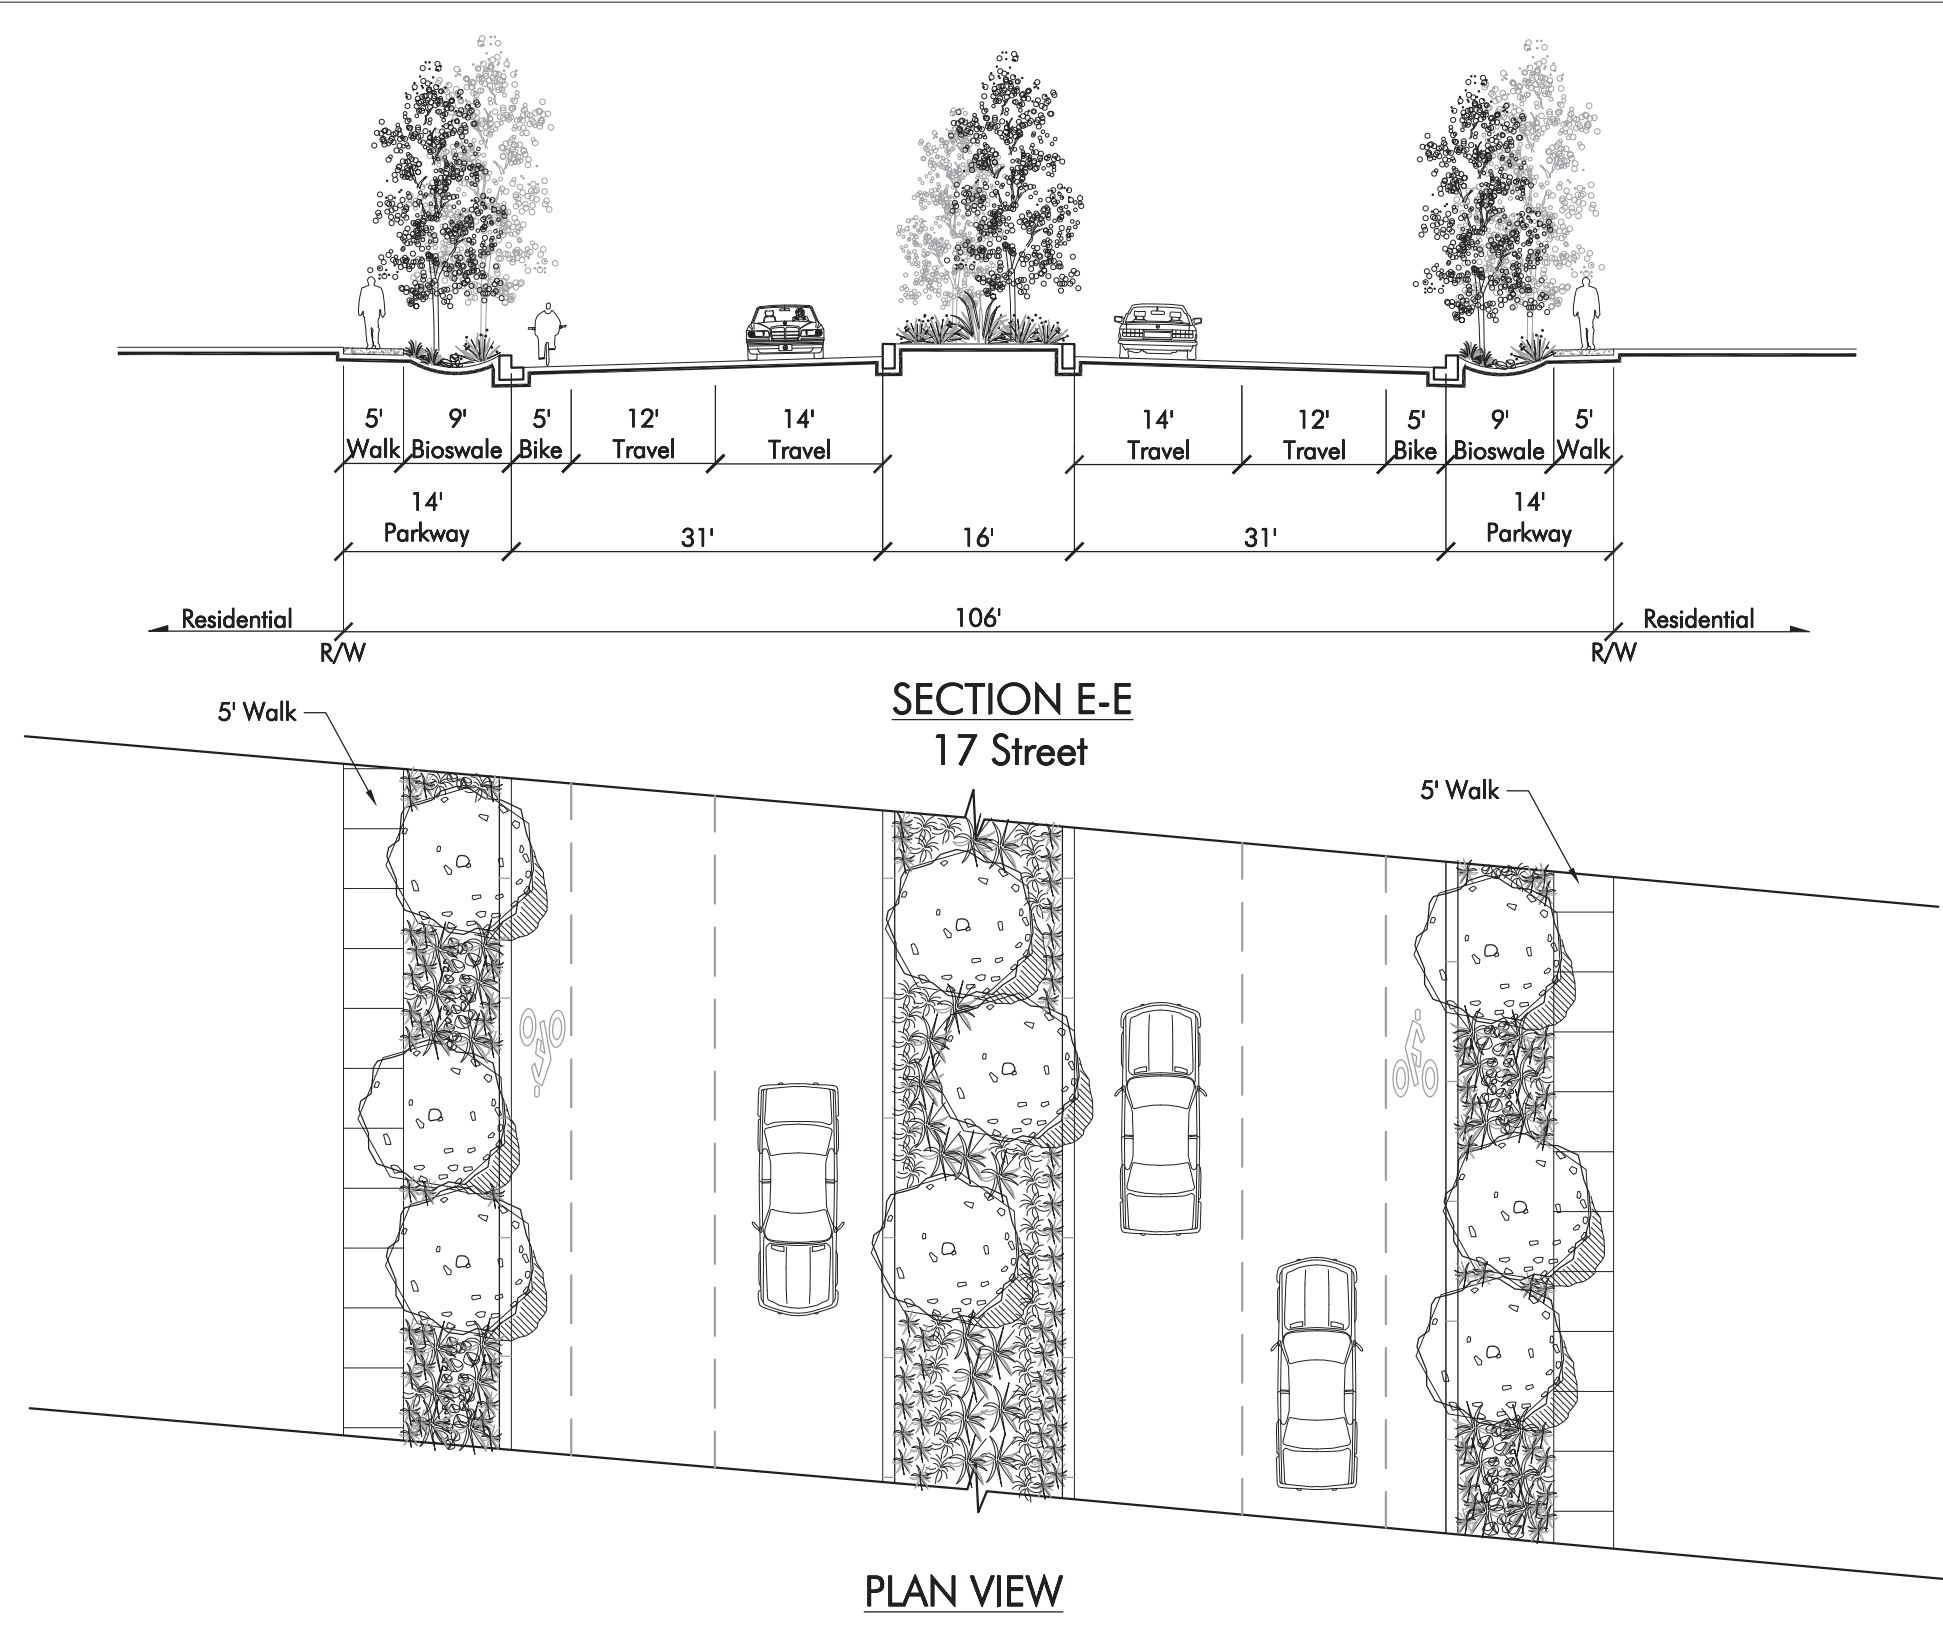 5' 9' 5' 12' 14' 14' 12' 5' 9' 5'
Walk Bioswale Bike Travel Travel Travel Travel Bike Bioswale Walk
14' 14'
Parkway Parkway
31' 16' 31'
Residential 106' Residential
R/W R/W
SECTION E-E
17 Street
5' Walk
5' Walk
PLAN VIEW